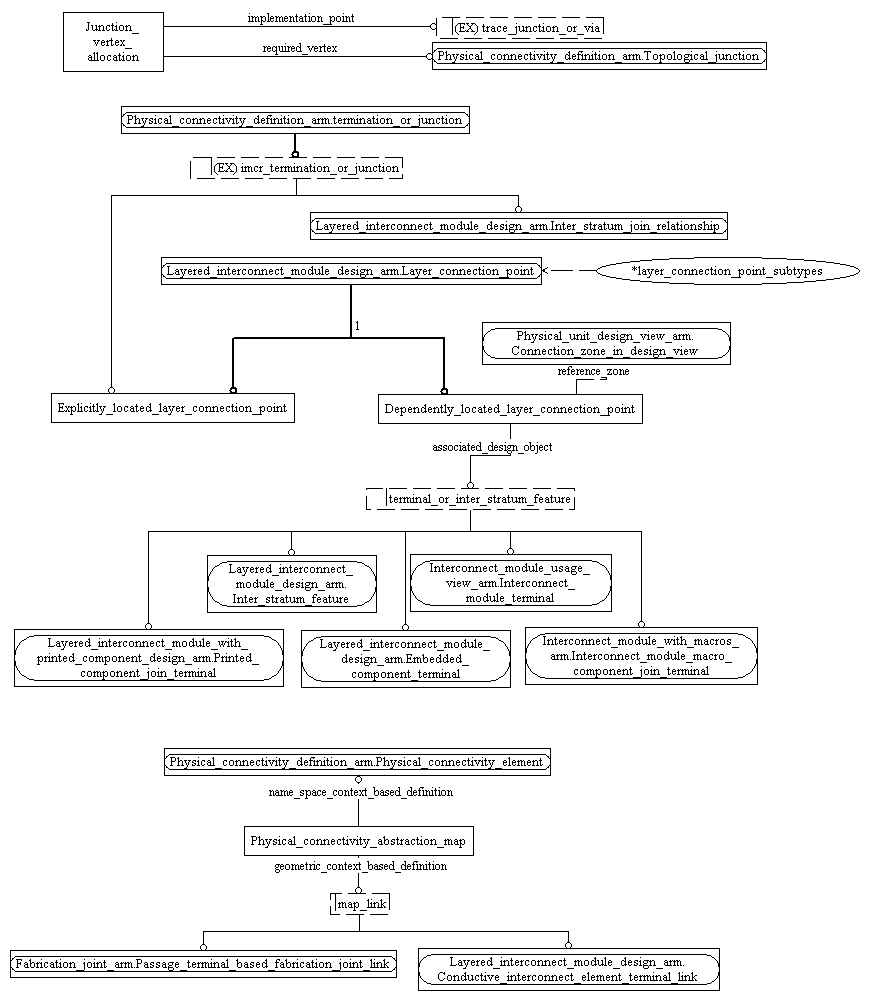 implementation_point
Junction_
vertex_
allocation
(EX) trace_junction_or_via
required_vertex
Physical_connectivity_definition_arm.Topological_junction
Physical_connectivity_definition_arm.termination_or_junction
(EX) imcr_termination_or_junction
Layered_interconnect_module_design_arm.Inter_stratum_join_relationship
Layered_interconnect_module_design_arm.Layer_connection_point
*layer_connection_point_subtypes
1
Physical_unit_design_view_arm.
Connection_zone_in_design_view
reference_zone
Explicitly_located_layer_connection_point
Dependently_located_layer_connection_point
associated_design_object
terminal_or_inter_stratum_feature
Layered_interconnect_
module_design_arm.
Inter_stratum_feature
Interconnect_module_usage_
view_arm.Interconnect_
module_terminal
Layered_interconnect_module_with_
printed_component_design_arm.Printed_
component_join_terminal
Layered_interconnect_module_
design_arm.Embedded_
component_terminal
Interconnect_module_with_macros_
arm.Interconnect_module_macro_
component_join_terminal
Physical_connectivity_definition_arm.Physical_connectivity_element
name_space_context_based_definition
Physical_connectivity_abstraction_map
geometric_context_based_definition
map_link
Fabrication_joint_arm.Passage_terminal_based_fabrication_joint_link
Layered_interconnect_module_design_arm.
Conductive_interconnect_element_terminal_link